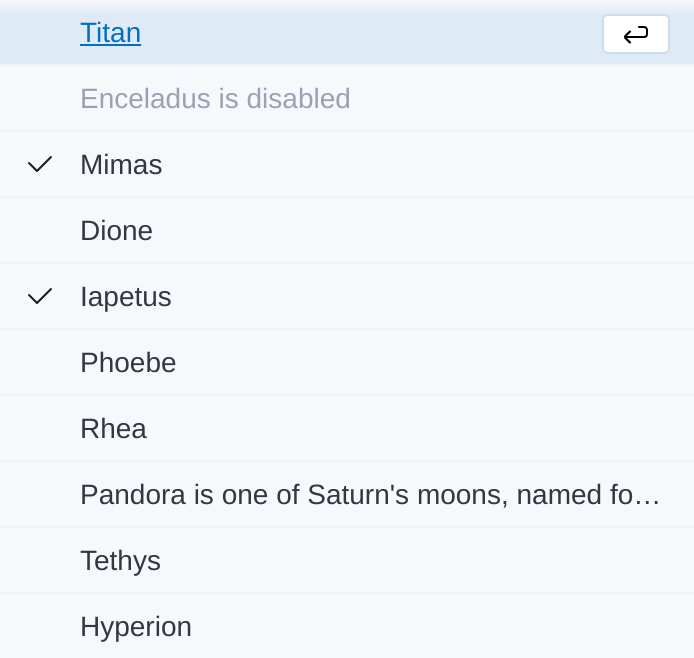 Titan
Enceladus is disabled
Mimas
Dione
Iapetus
Phoebe
Rhea
Pandora is one of Saturn's moons, named fo…
Tethys
Hyperion